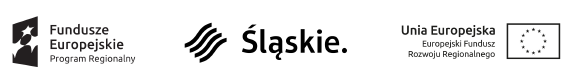 Fundusze
Europejskie
Program Regionalny
Śląskie.
Unia Europejska
Europejski Fundusz
Rozwoju Regionalnego